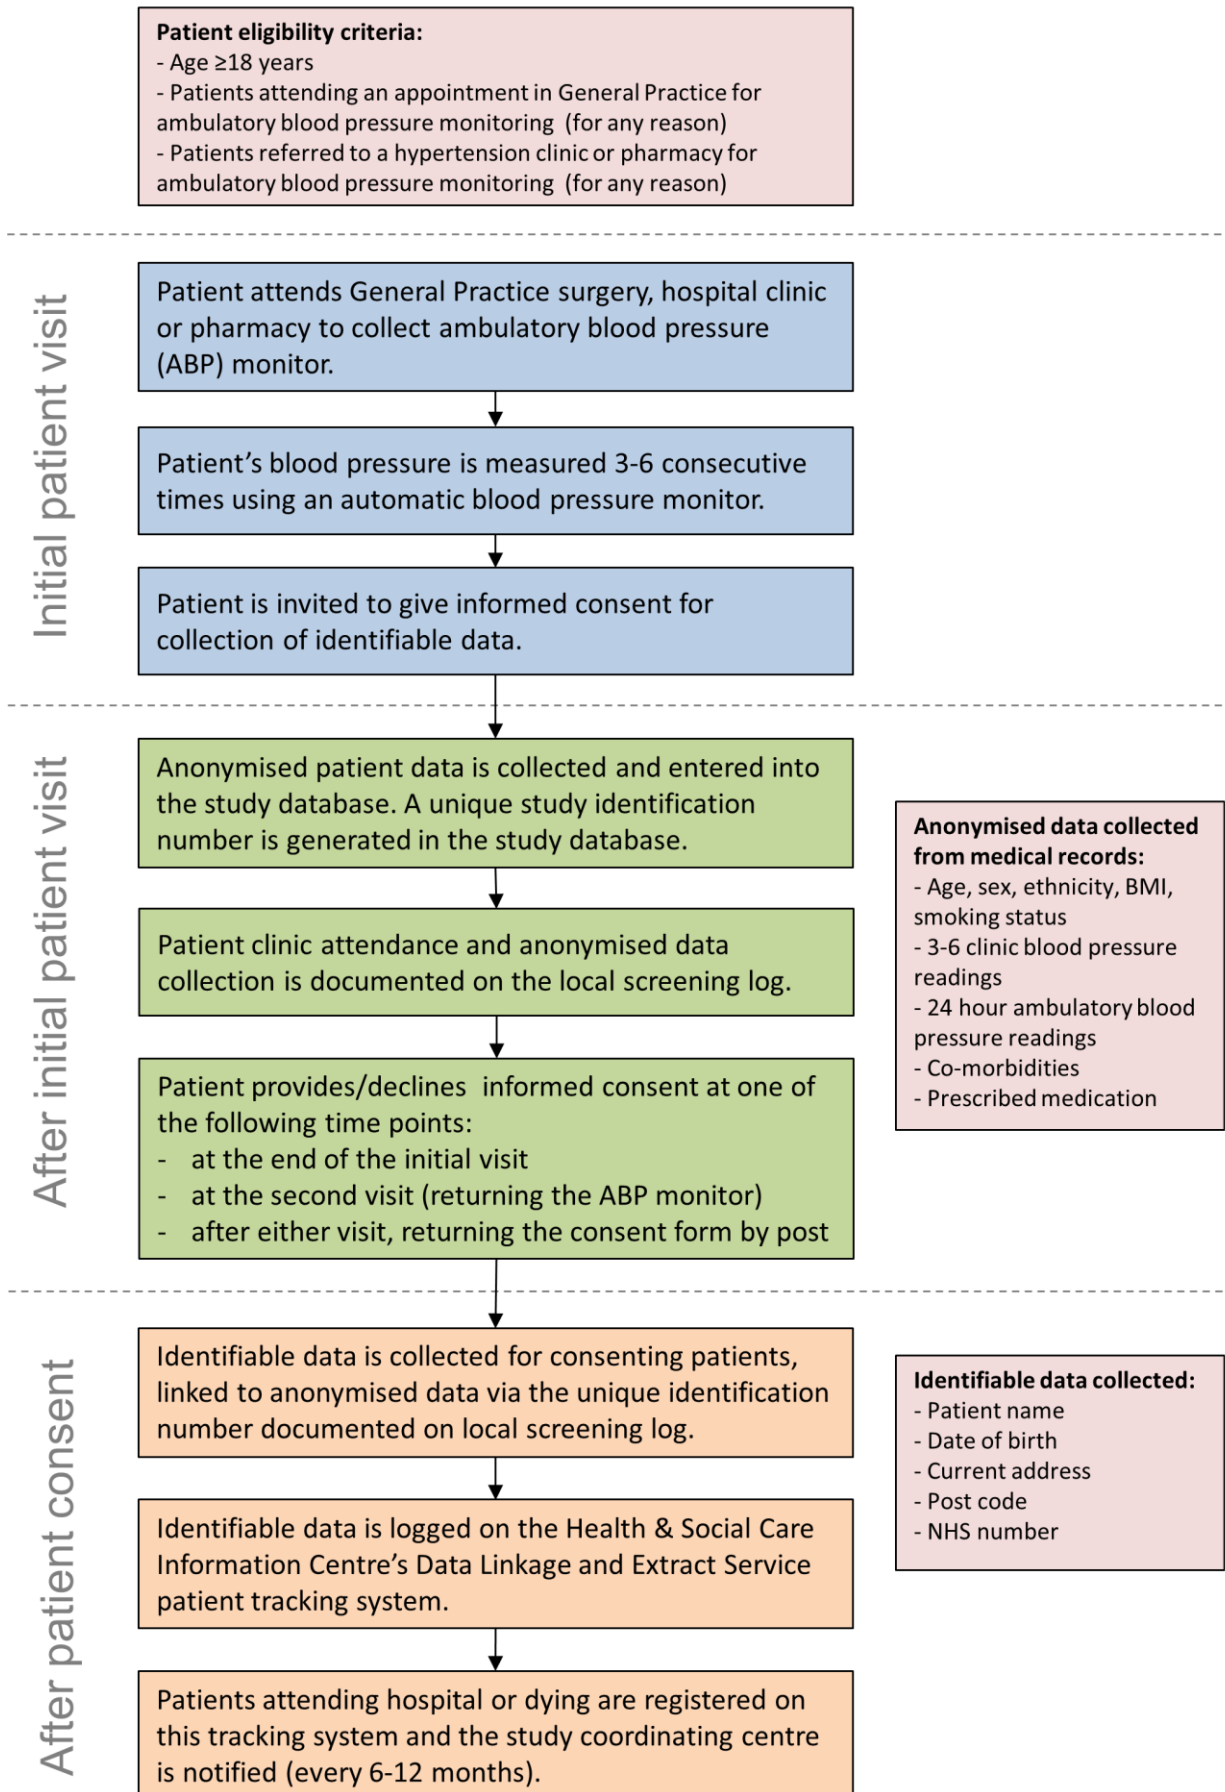 Patient eligibility criteria:
- Age ≥18 years
- Patients attending an appointment in General Practice for
ambulatory blood pressure monitoring  (for any reason)
- Patients referred to a hypertension clinic or pharmacy for
ambulatory blood pressure monitoring  (for any reason)
Initial patient visit
Patient attends General Practice surgery, hospital clinic
or pharmacy to collect ambulatory blood pressure
(ABP) monitor.
Patient’s blood pressure is measured 3-6 consecutive
times using an automatic blood pressure monitor.
Patient is invited to give informed consent for
collection of identifiable data.
After initial patient visit
Anonymised patient data is collected and entered into
the study database. A unique study identification
number is generated in the study database.
Patient clinic attendance and anonymised data
collection is documented on the local screening log.
Patient provides/declines  informed consent at one of
the following time points:
- at the end of the initial visit
- at the second visit (returning the ABP monitor)
- after either visit, returning the consent form by post
Anonymised data collected
from medical records:
- Age, sex, ethnicity, BMI,
smoking status
- 3-6 clinic blood pressure
readings
- 24 hour ambulatory blood
pressure readings
- Co-morbidities
- Prescribed medication
After patient consent
Identifiable data is collected for consenting patients,
linked to anonymised data via the unique identification
number documented on local screening log.
Identifiable data is logged on the Health & Social Care
Information Centre’s Data Linkage and Extract Service
patient tracking system.
Patients attending hospital or dying are registered on
this tracking system and the study coordinating centre
is notified (every 6-12 months).
Identifiable data collected:
- Patient name
- Date of birth
- Current address
- Post code
- NHS number